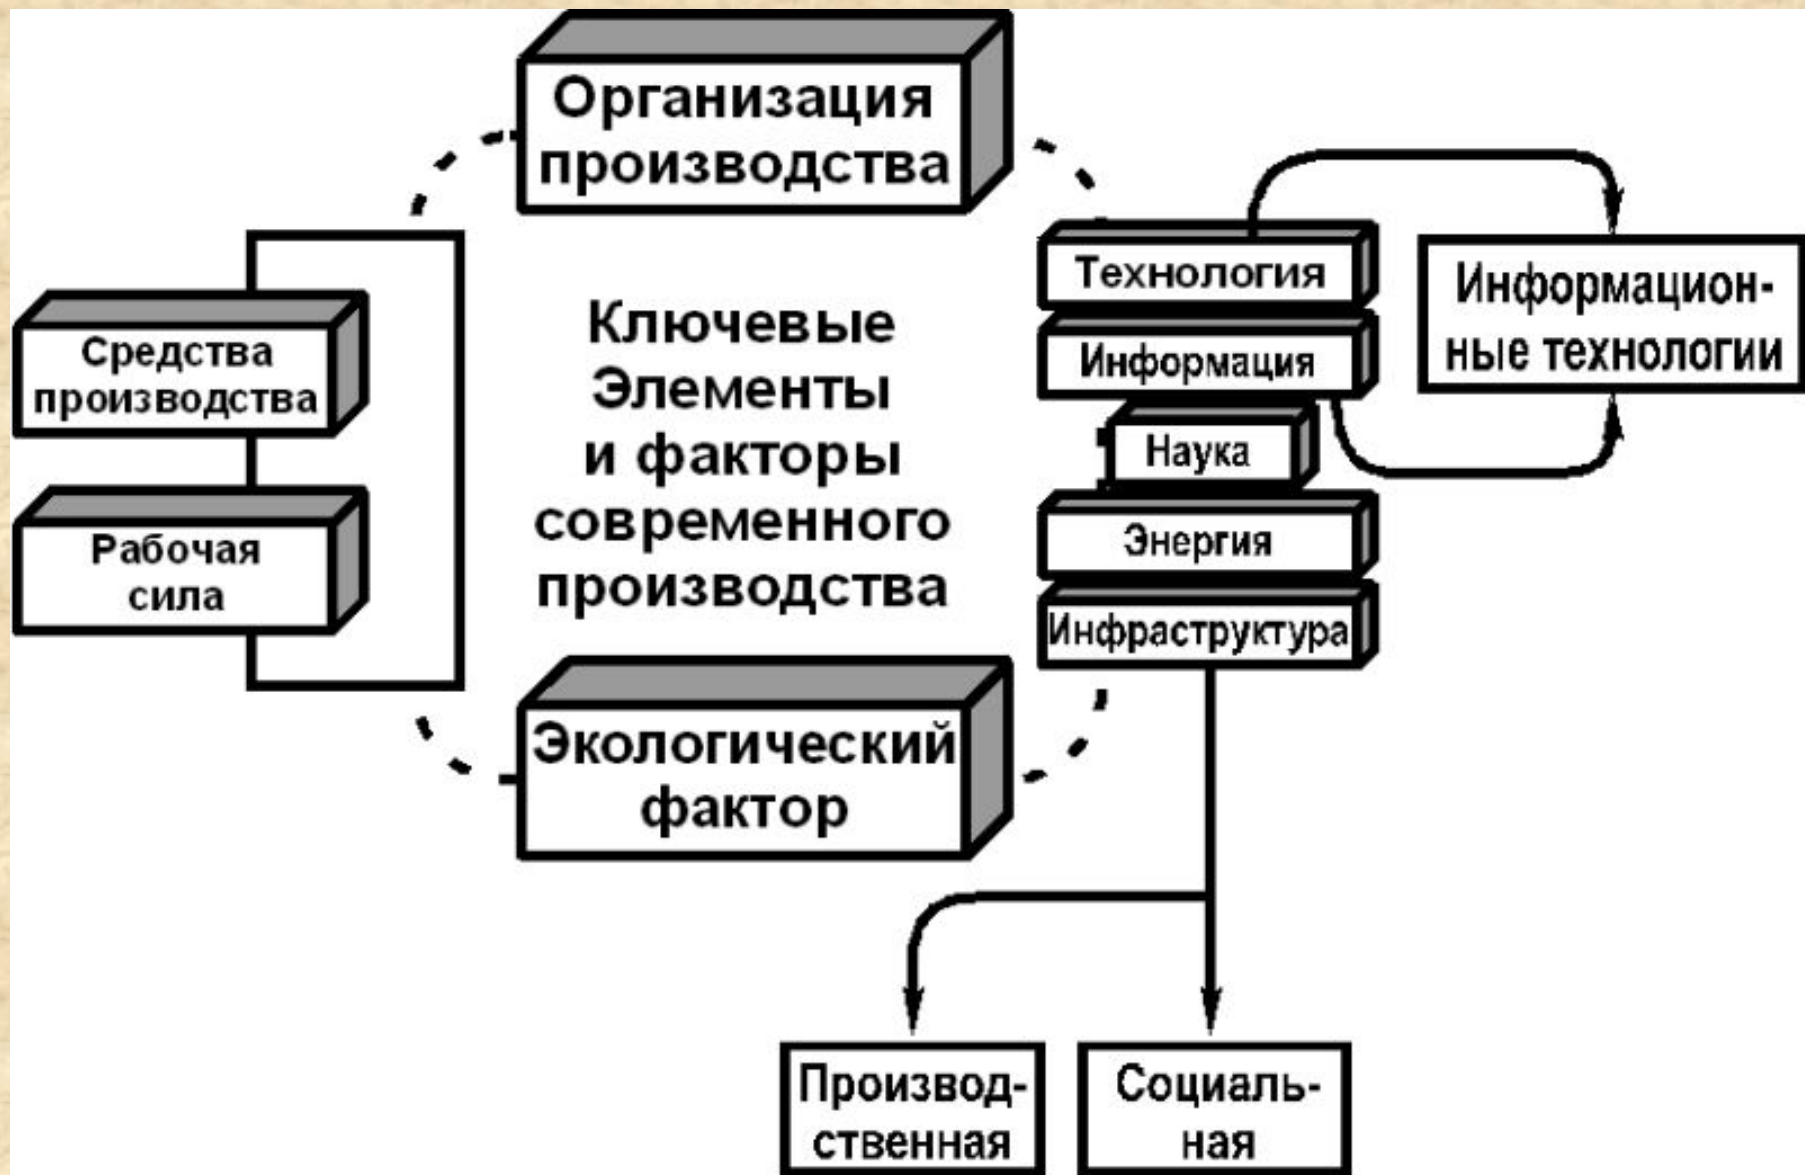 Организация
производства
Средства
производства
Рабочая
сила
Ключевые
Элементы
и факторы
современного
производства
Технология
Информация
Наука
Энергия
Инфраструктура
Информацион-
ные технологии
Экологический
фактор
Производ-
ственная
Социаль-
ная